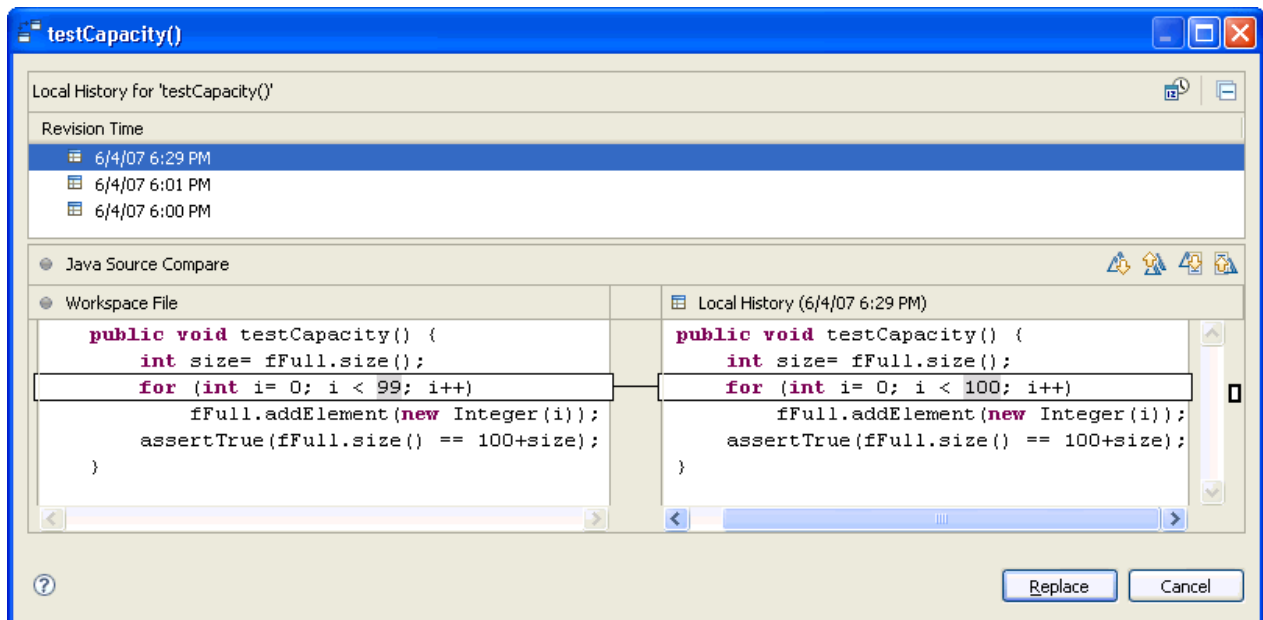 testCapacity()
Local History for 'testCapacity()'
12
Revision Time
6/4/07 6:29 PM
6/4/07 6:01 PM
6/4/07 6:00 PM
Java Source Compare
Workspace File
Local History (6/4/07 6:29 PM)
public void testCapacity() {
int size= fFull.size();
for (int i= 0; i < 99; i++)
fFull.addElement(new Integer(i));
assertTrue(fFull.size() == 100+size);
}
public void testCapacity() {
int size= fFull.size();
for (int i= 0; i < 100; i++)
fFull.addElement(new Integer(i));
assertTrue(fFull.size() == 100+size);
}
?
Replace
Cancel